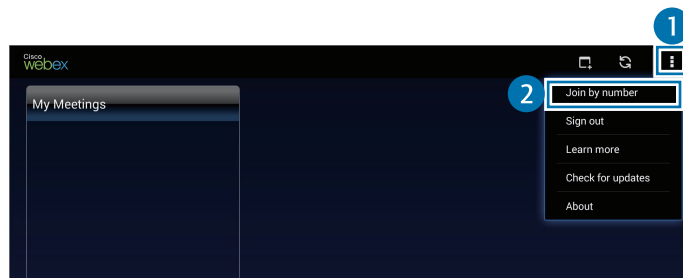 1
Cisco
webex
2
Join by number
My Meetings
Sign out
Learn more
Check for updates
About